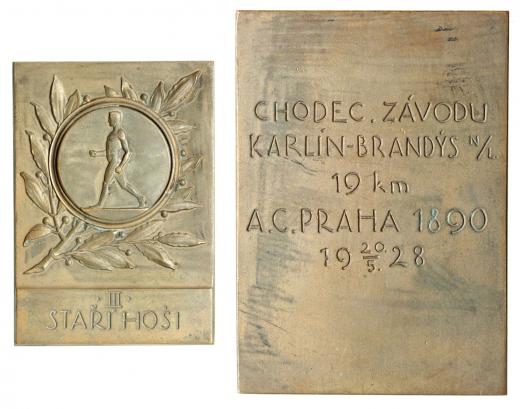 · III ·
STAŘÍ HOŠI
CHODEC. ZÁVODU
KARLÍN-BRANDÝS N/L.
19 km
A.C. PRAHA 1890
19 20/5. 28